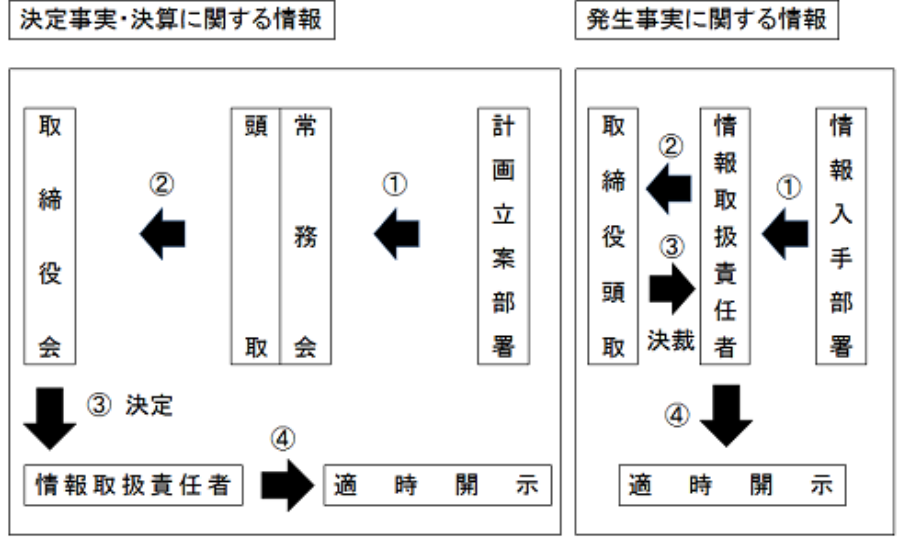 決定事実・決算に関する情報
取締役会
②
頭取
常務会
①
計画立案部署
③ 決定
情報取扱責任者
④
適時開示
発生事実に関する情報
取締役頭取
②
③
決裁
情報取扱責任者
①
情報入手部署
④
適時開示